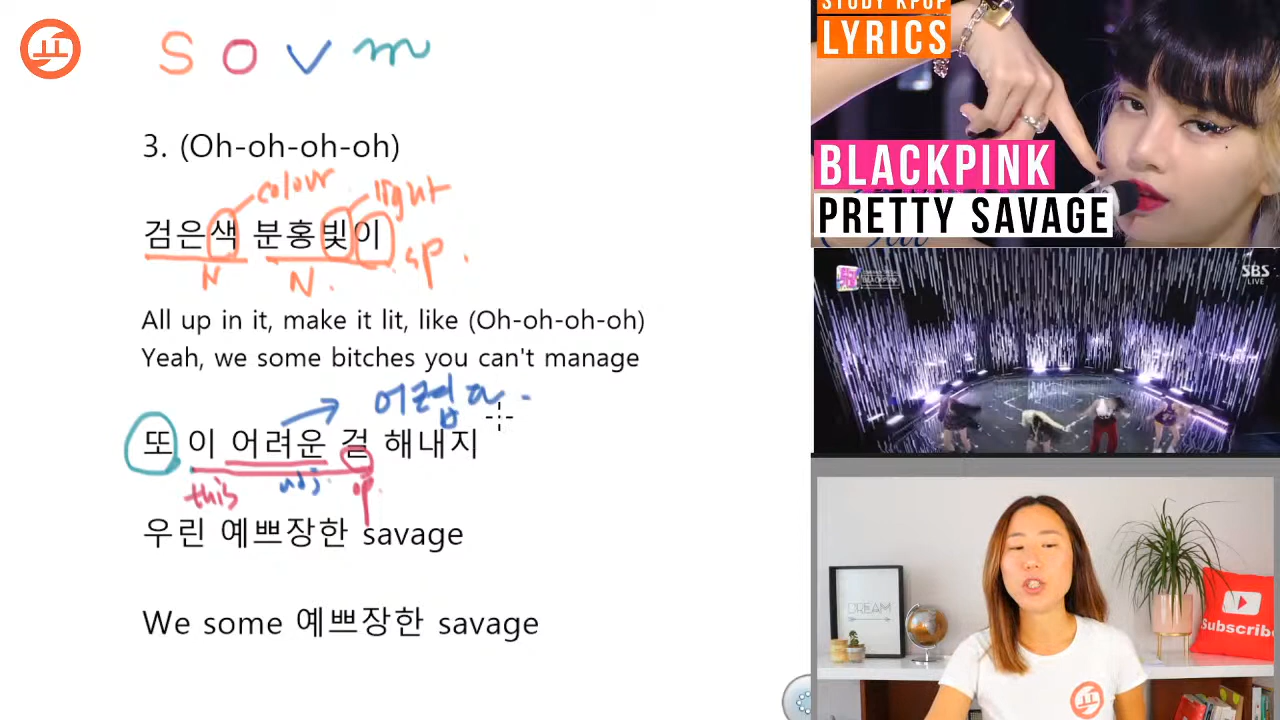 S O V m
3. (Oh-oh-oh-oh)
colour light
검은색 분홍빛이
N N. sp.
All up in it, make it lit, like (Oh-oh-oh-oh)
Yeah, we some bitches you can't manage
어렵다.
또 이 어려운 걷 해내지
this adj. op.
우린 예쁘장한 savage
We some 예쁘장한 savage
STUDY KPOP
LYRICS
BLACKPINK
PRETTY SAVAGE
SBS
LIVE
DREAM
Subscribe